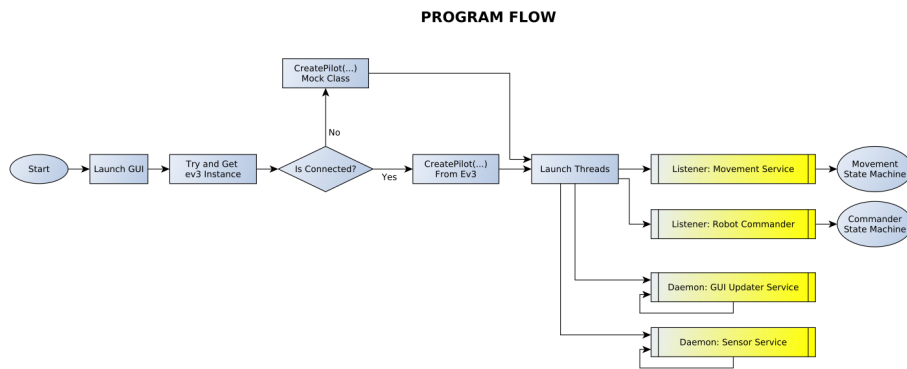 PROGRAM FLOW
CreatePilot(...)
Mock Class
No
Start
Launch GUI
Try and Get
ev3 Instance
Is Connected?
Yes
CreatePilot(...)
From Ev3
Launch Threads
Listener: Movement Service
Movement
State Machine
Listener: Robot Commander
Commander
State Machine
Daemon: GUI Updater Service
Daemon: Sensor Service